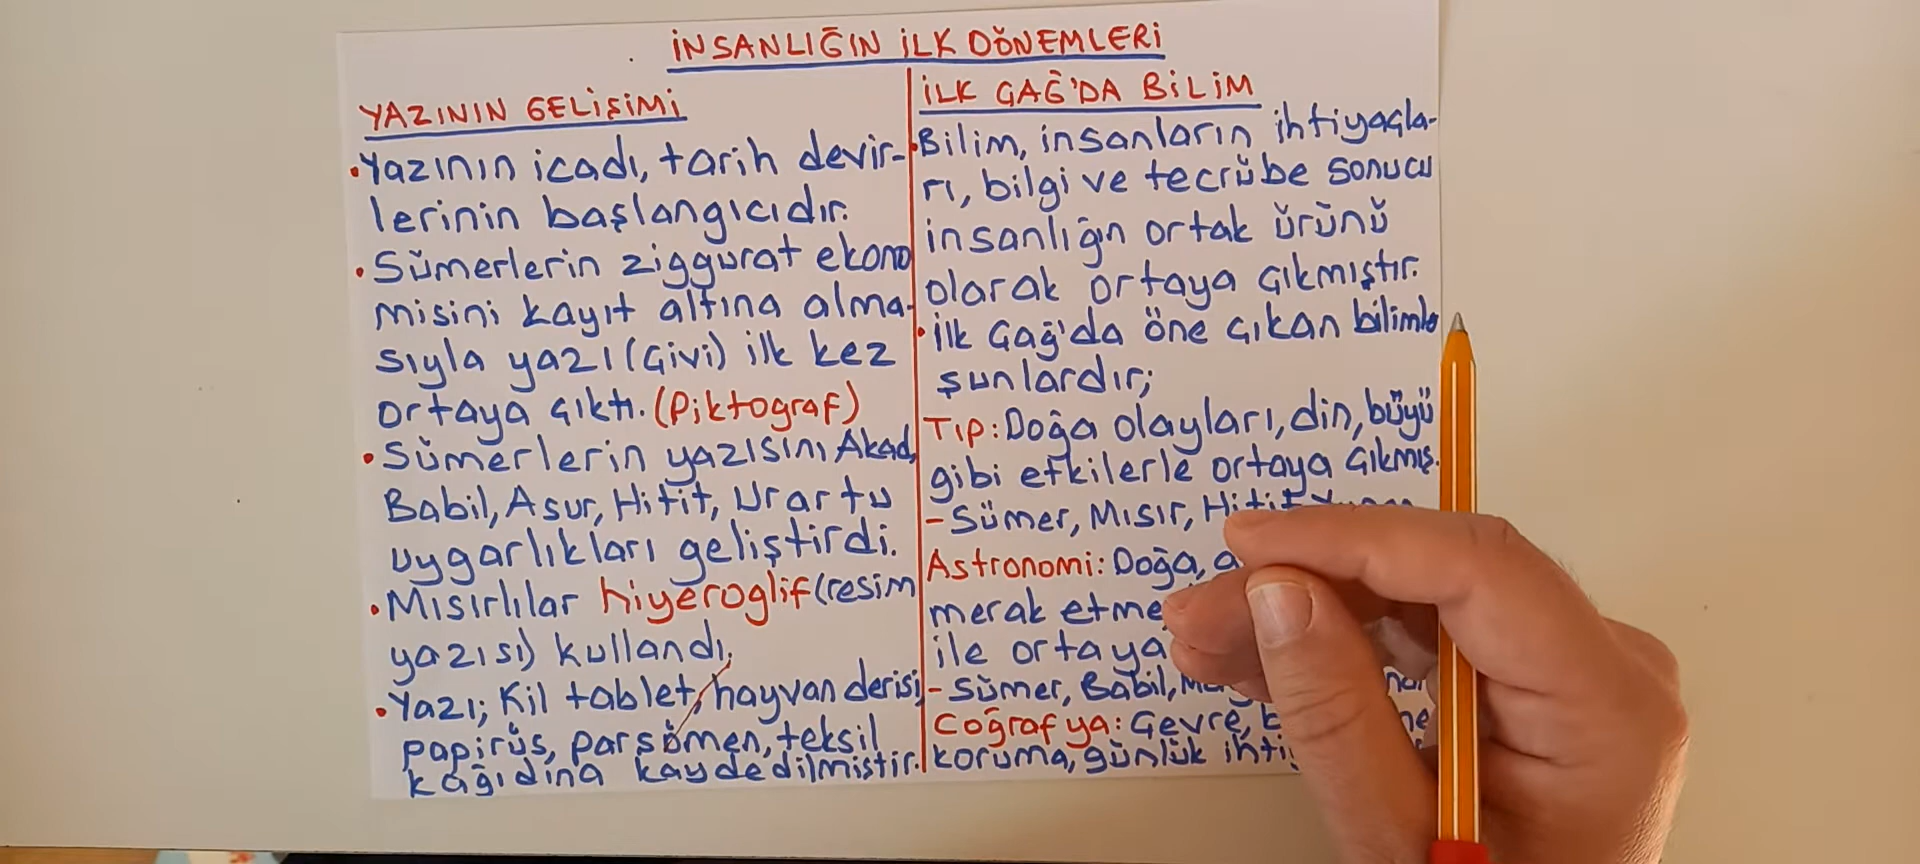 İNSANLIĞIN İLK DÖNEMLERİ
YAZININ GELİŞİMİ
• Yazının icadı, tarih devir-
lerinin başlangıcıdır.
• Sümerlerin ziggurat ekono
misini kayıt altına alma-
sıyla yazı (Çivi) ilk kez
ortaya çıktı. (Piktograf)
• Sümerlerin yazısını Akad,
Babil, Asur, Hitit, Urartu
uygarlıkları geliştirdi.
• Mısırlılar hiyeroglif (resim
yazısı) kullandı.
• Yazı; Kil tablet, hayvan derisi,
papirüs, parşömen, teksil
kağıdına kaydedilmiştir.
İLK ÇAĞ'DA BİLİM
• Bilim, insanların ihtiyaçla-
rı, bilgi ve tecrübe sonucu
insanlığın ortak ürünü
olarak ortaya çıkmıştır.
• İlk Çağ'da öne çıkan bilimle
şunlardır;
Tıp: Doğa olayları, din, büyü
gibi etkilerle ortaya çıkmış.
- Sümer, Mısır, Hitit
Astronomi: Doğa,
merak etme
ile ortaya
- Sümer, Babil,
Coğrafya: Çevre,
koruma, günlük